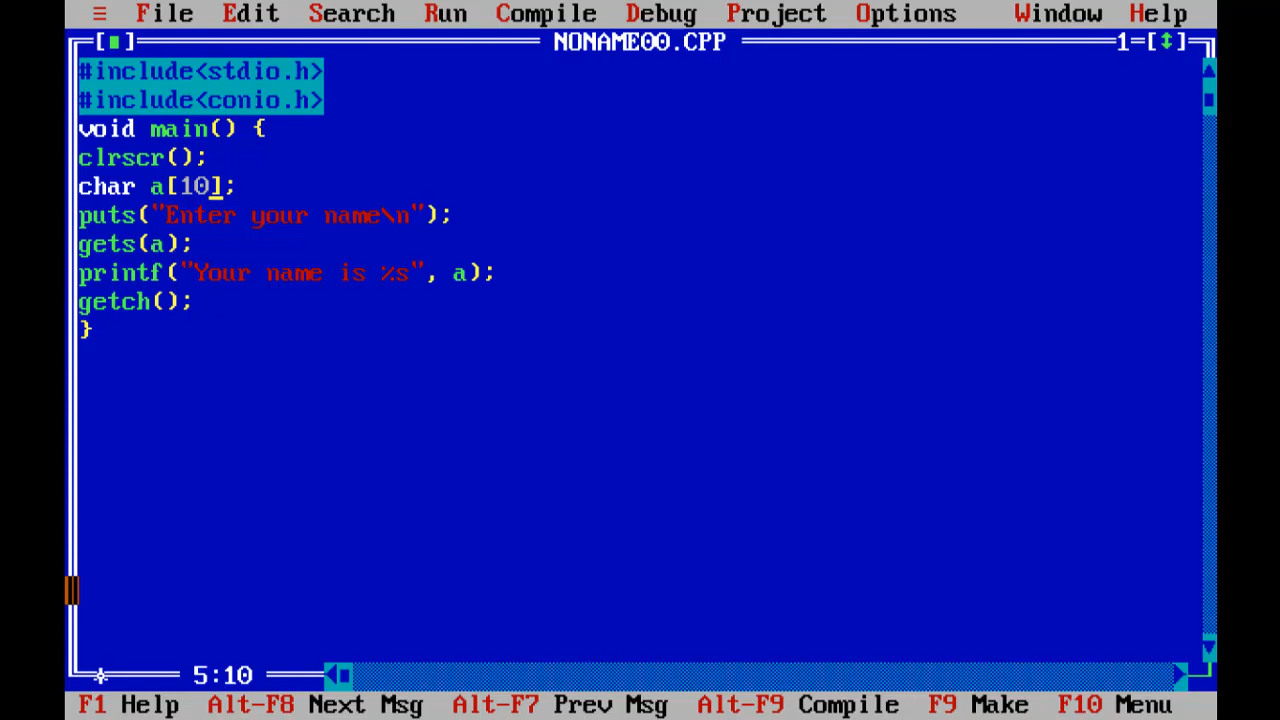 ≡ File Edit Search Run Compile Debug Project Options Window Help
[■] NONAME00.CPP 1=[↕]
#include<stdio.h>
#include<conio.h>
void main() {
clrscr();
char a[10];
puts("Enter your name\n");
gets(a);
printf("Your name is %s", a);
getch();
}
5:10
F1 Help Alt-F8 Next Msg Alt-F7 Prev Msg Alt-F9 Compile F9 Make F10 Menu